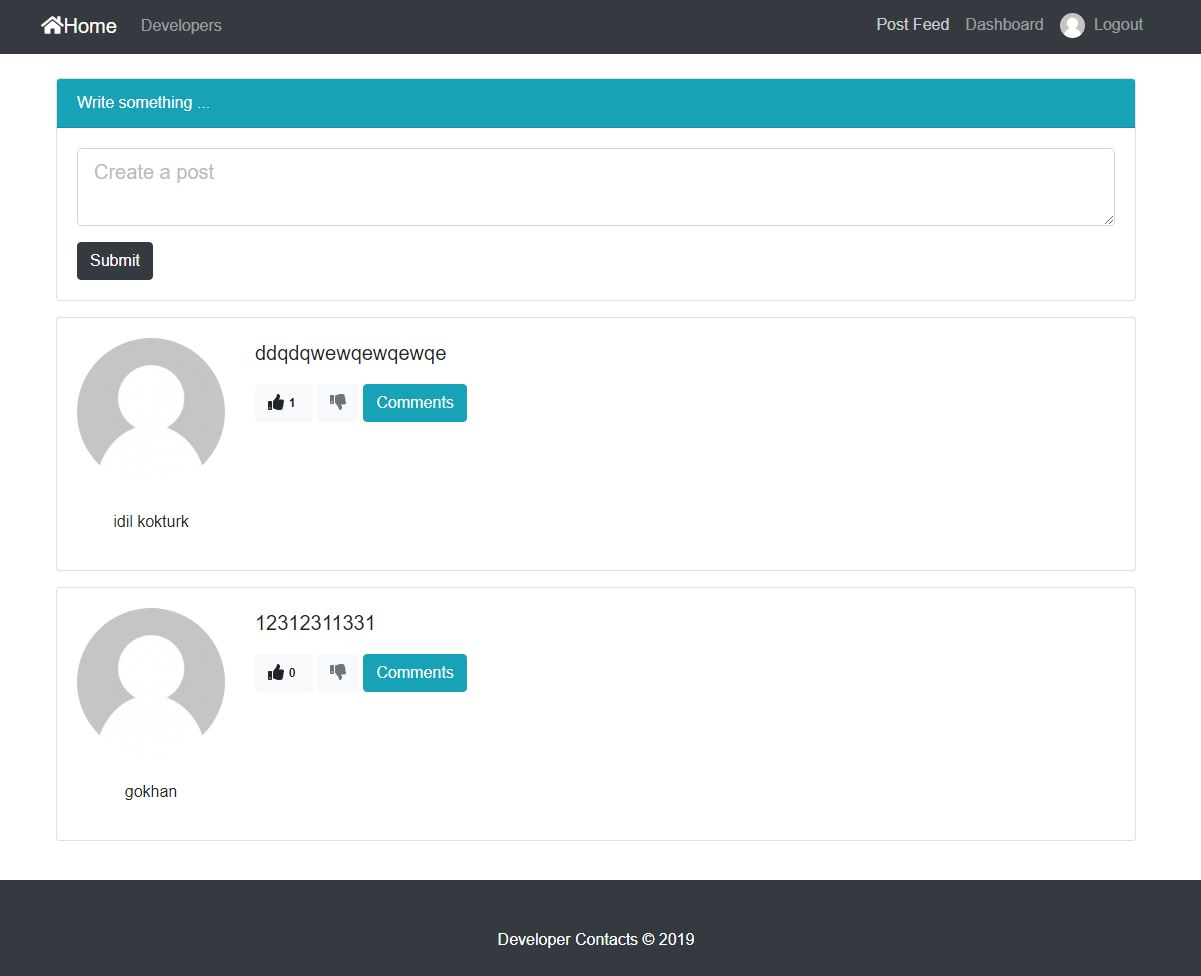 Home Developers Post Feed Dashboard Logout
Write something ...
Create a post
Submit
ddqdqwewqewqewqe
1 Comments
idil kokturk
12312311331
0 Comments
gokhan
Developer Contacts © 2019